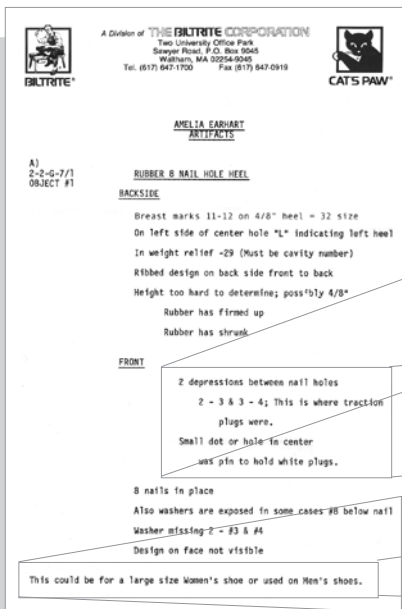 A Division of THE BILTRITE CORPORATION
Two University Office Park
Sawyer Road, P.O. Box 9045
Waltham, MA 02254-9045
Tel. (617) 647-1700 Fax (617) 647-0919
BILTRITE®
CAT'S PAW®
AMELIA EARHART
ARTIFACTS
A)
2-2-G-7/1
OBJECT #1
RUBBER 8 NAIL HOLE HEEL
BACKSIDE
Breast marks 11-12 on 4/8" heel = 32 size
On left side of center hole "L" indicating left heel
In weight relief -29 (Must be cavity number)
Ribbed design on back side front to back
Height too hard to determine; possibly 4/8"
Rubber has firmed up
Rubber has shrunk
FRONT
2 depressions between nail holes
2 - 3 & 3 - 4; This is where traction
plugs were.
Small dot or hole in center
was pin to hold white plugs.
8 nails in place
Also washers are exposed in some cases #8 below nail
Washer missing 2 - #3 & #4
Design on face not visible
This could be for a large size Women's shoe or used on Men's shoes.